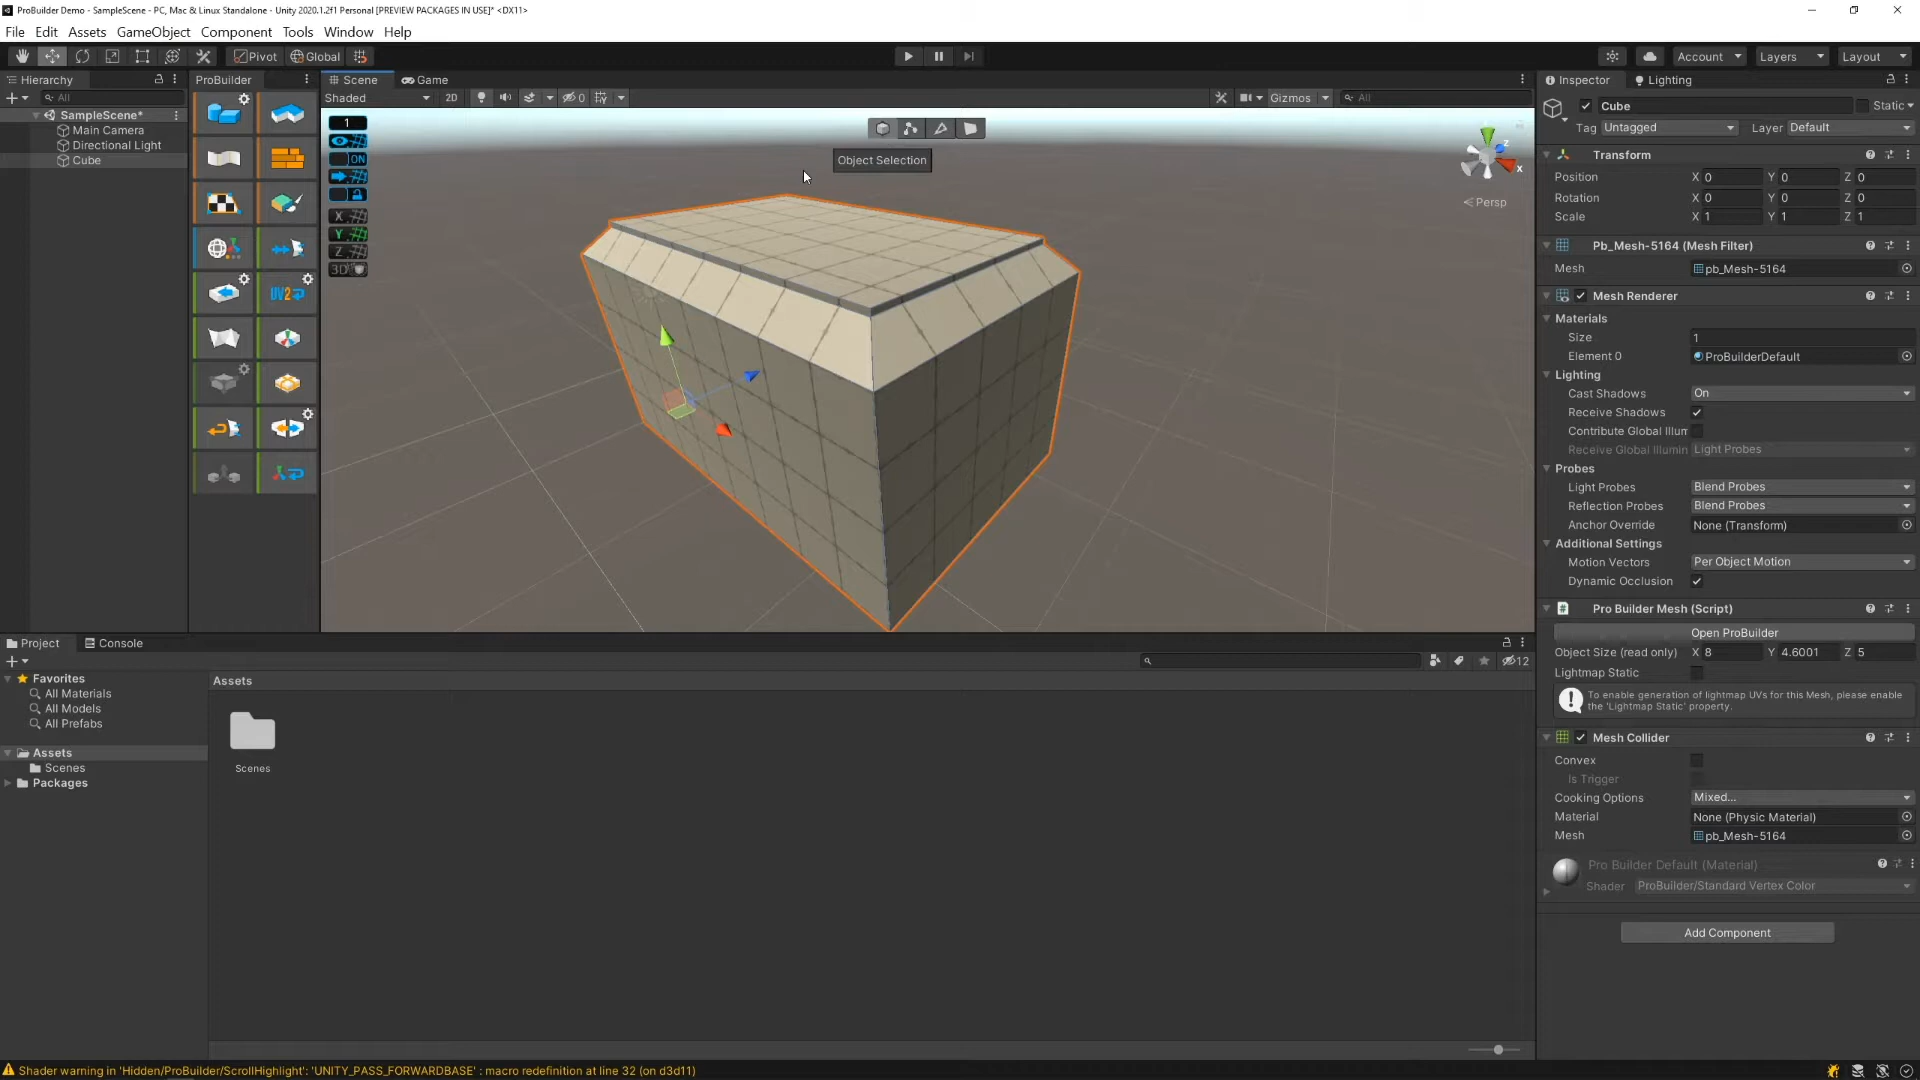 ProBuilder Demo - SampleScene - PC, Mac & Linux Standalone - Unity 2020.1.2f1 Personal [PREVIEW PACKAGES IN USE]* <DX11>
File Edit Assets GameObject Component Tools Window Help
Pivot Global Account Layers Layout
Hierarchy
All
SampleScene*
Main Camera
Directional Light
Cube
ProBuilder
UV2
Scene Game
Shaded 2D 0 Gizmos All
1
ON
X
Y
Z
3D
Object Selection
z
x
Persp
Inspector Lighting
Cube Static
Tag Untagged Layer Default
Transform
Position X 0 Y 0 Z 0
Rotation X 0 Y 0 Z 0
Scale X 1 Y 1 Z 1
Pb_Mesh-5164 (Mesh Filter)
Mesh pb_Mesh-5164
Mesh Renderer
Materials
Size 1
Element 0 ProBuilderDefault
Lighting
Cast Shadows On
Receive Shadows
Contribute Global Illum
Receive Global Illumin Light Probes
Probes
Light Probes Blend Probes
Reflection Probes Blend Probes
Anchor Override None (Transform)
Additional Settings
Motion Vectors Per Object Motion
Dynamic Occlusion
Pro Builder Mesh (Script)
Open ProBuilder
Object Size (read only) X 8 Y 4.6001 Z 5
Lightmap Static
To enable generation of lightmap UVs for this Mesh, please enable
the 'Lightmap Static' property.
Mesh Collider
Convex
Is Trigger
Cooking Options Mixed...
Material None (Physic Material)
Mesh pb_Mesh-5164
Pro Builder Default (Material)
Shader ProBuilder/Standard Vertex Color
Add Component
Project Console
12
Favorites
All Materials
All Models
All Prefabs
Assets
Scenes
Packages
Assets
Scenes
Shader warning in 'Hidden/ProBuilder/ScrollHighlight': 'UNITY_PASS_FORWARDBASE' : macro redefinition at line 32 (on d3d11)